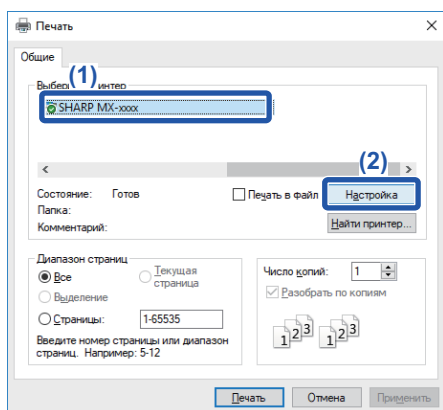 Печать
Общие
(1)
SHARP MX-xxxx
(2)
Состояние: Готов
Печать в файл
Настройка
Папка:
Комментарий:
Найти принтер...
Диапазон страниц
Все
Текущая страница
Выделение
Страницы: 1-65535
Введите номер страницы или диапазон
страниц. Например: 5-12
Число копий: 1
Разобрать по копиям
1 2 3 1 2 3
Печать
Отмена
Применить